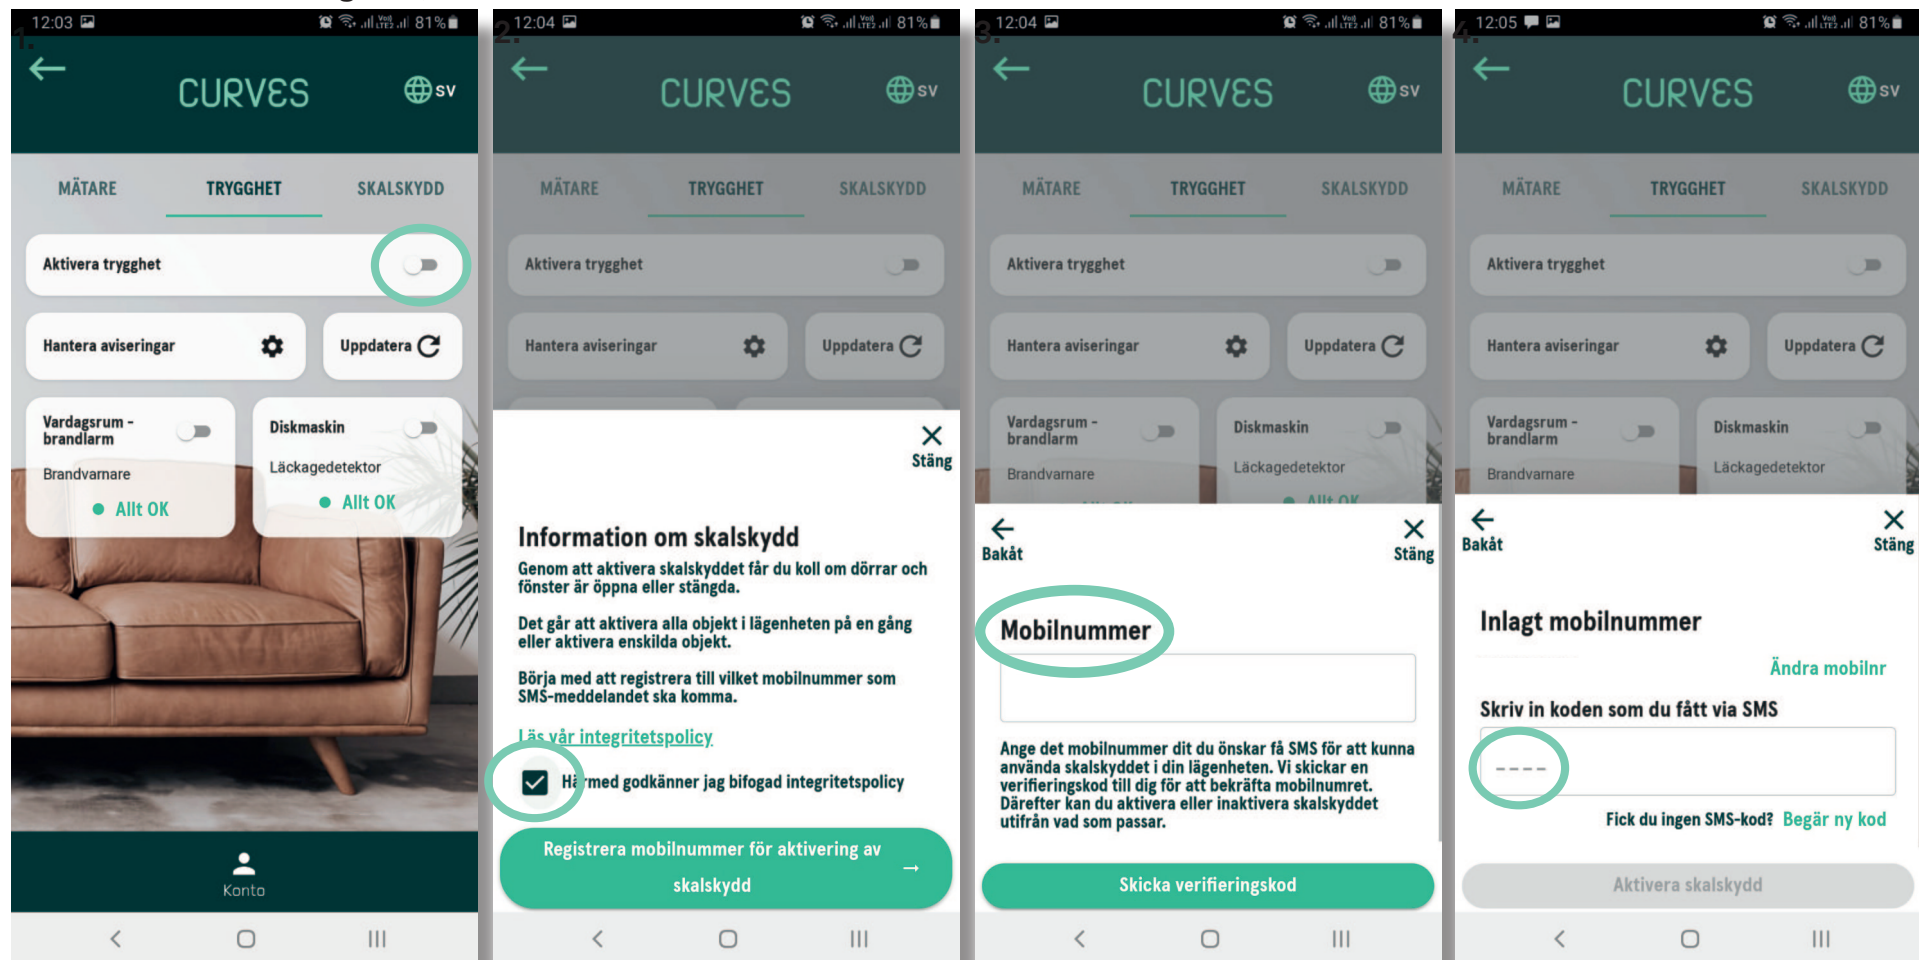 1.
12:03
81%
CURVES
SV
MÄTARE TRYGGHET SKALSKYDD
Aktivera trygghet
Hantera aviseringar
Uppdatera
Vardagsrum -
brandlarm
Brandvarnare
Allt OK
Diskmaskin
Läckagedetektor
Allt OK
Konto
2.
12:04
81%
CURVES
SV
MÄTARE TRYGGHET SKALSKYDD
Aktivera trygghet
Hantera aviseringar
Uppdatera
Stäng
Information om skalskydd
Genom att aktivera skalskyddet får du koll om dörrar och
fönster är öppna eller stängda.
Det går att aktivera alla objekt i lägenheten på en gång
eller aktivera enskilda objekt.
Börja med att registrera till vilket mobilnummer som
SMS-meddelandet ska komma.
Läs vår integritetspolicy
Härmed godkänner jag bifogad integritetspolicy
Registrera mobilnummer för aktivering av
skalskydd →
3.
12:04
81%
CURVES
SV
MÄTARE TRYGGHET SKALSKYDD
Aktivera trygghet
Hantera aviseringar
Uppdatera
Vardagsrum -
brandlarm
Brandvarnare
Diskmaskin
Läckagedetektor
Allt OK
Bakåt
Stäng
Mobilnummer
Ange det mobilnummer dit du önskar få SMS för att kunna
använda skalskyddet i din lägenheten. Vi skickar en
verifieringskod till dig för att bekräfta mobilnumret.
Därefter kan du aktivera eller inaktivera skalskyddet
utifrån vad som passar.
Skicka verifieringskod
4.
12:05
81%
CURVES
SV
MÄTARE TRYGGHET SKALSKYDD
Aktivera trygghet
Hantera aviseringar
Uppdatera
Vardagsrum -
brandlarm
Brandvarnare
Diskmaskin
Läckagedetektor
Bakåt
Stäng
Inlagt mobilnummer
Ändra mobilnr
Skriv in koden som du fått via SMS
----
Fick du ingen SMS-kod? Begär ny kod
Aktivera skalskydd